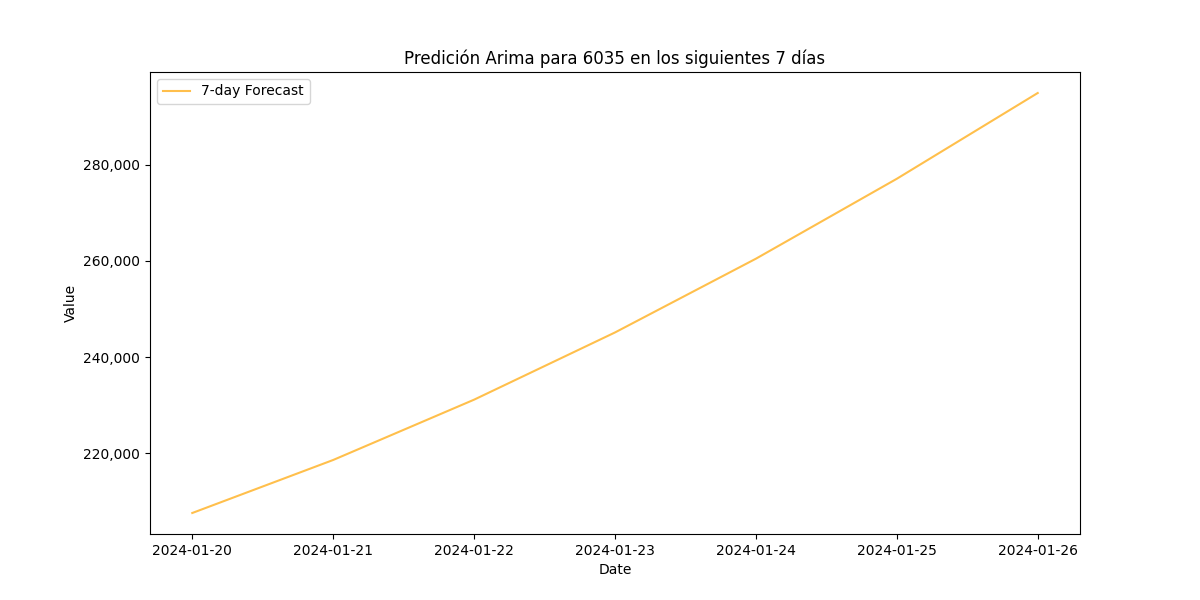 Predición Arima para 6035 en los siguientes 7 días
7-day Forecast
280,000
260,000
240,000
220,000
Value
2024-01-20 2024-01-21 2024-01-22 2024-01-23 2024-01-24 2024-01-25 2024-01-26
Date